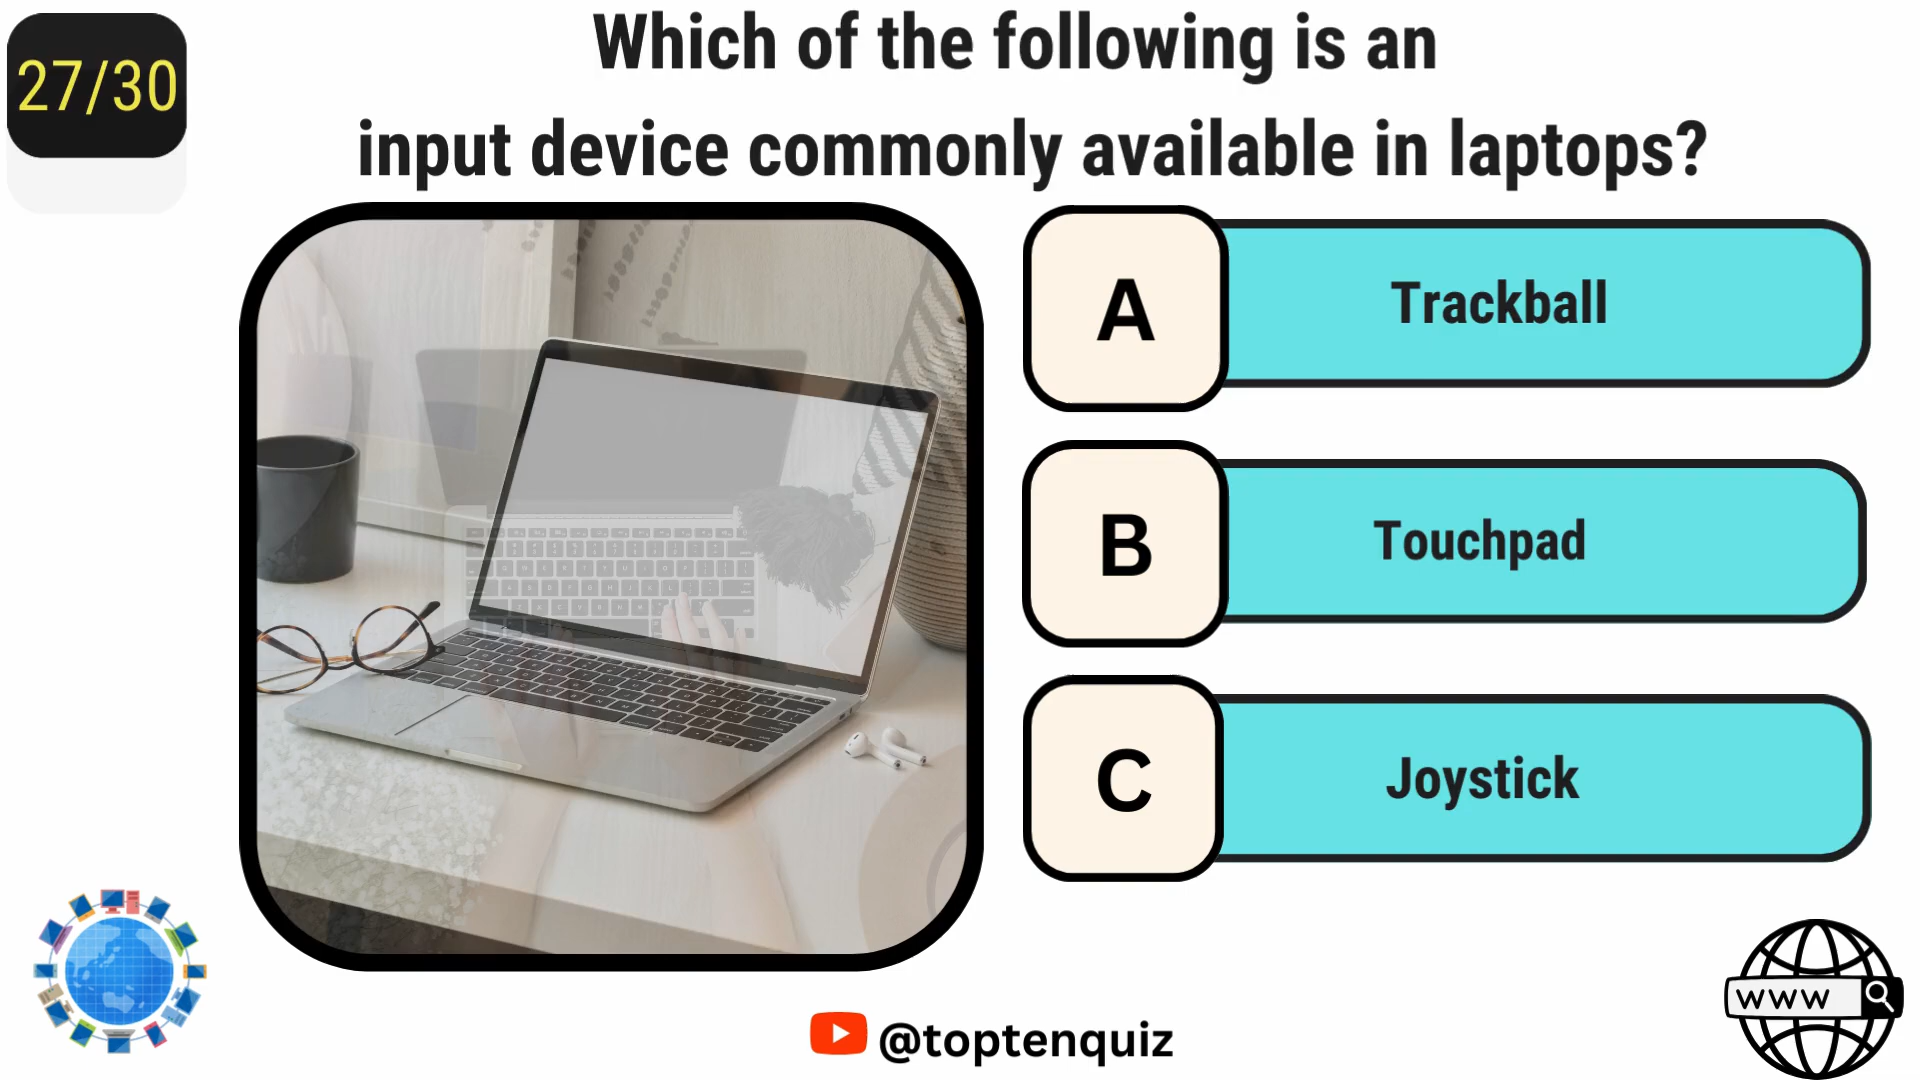 27/30
Which of the following is an
input device commonly available in laptops?
A
Trackball
B
Touchpad
C
Joystick
@toptenquiz
www